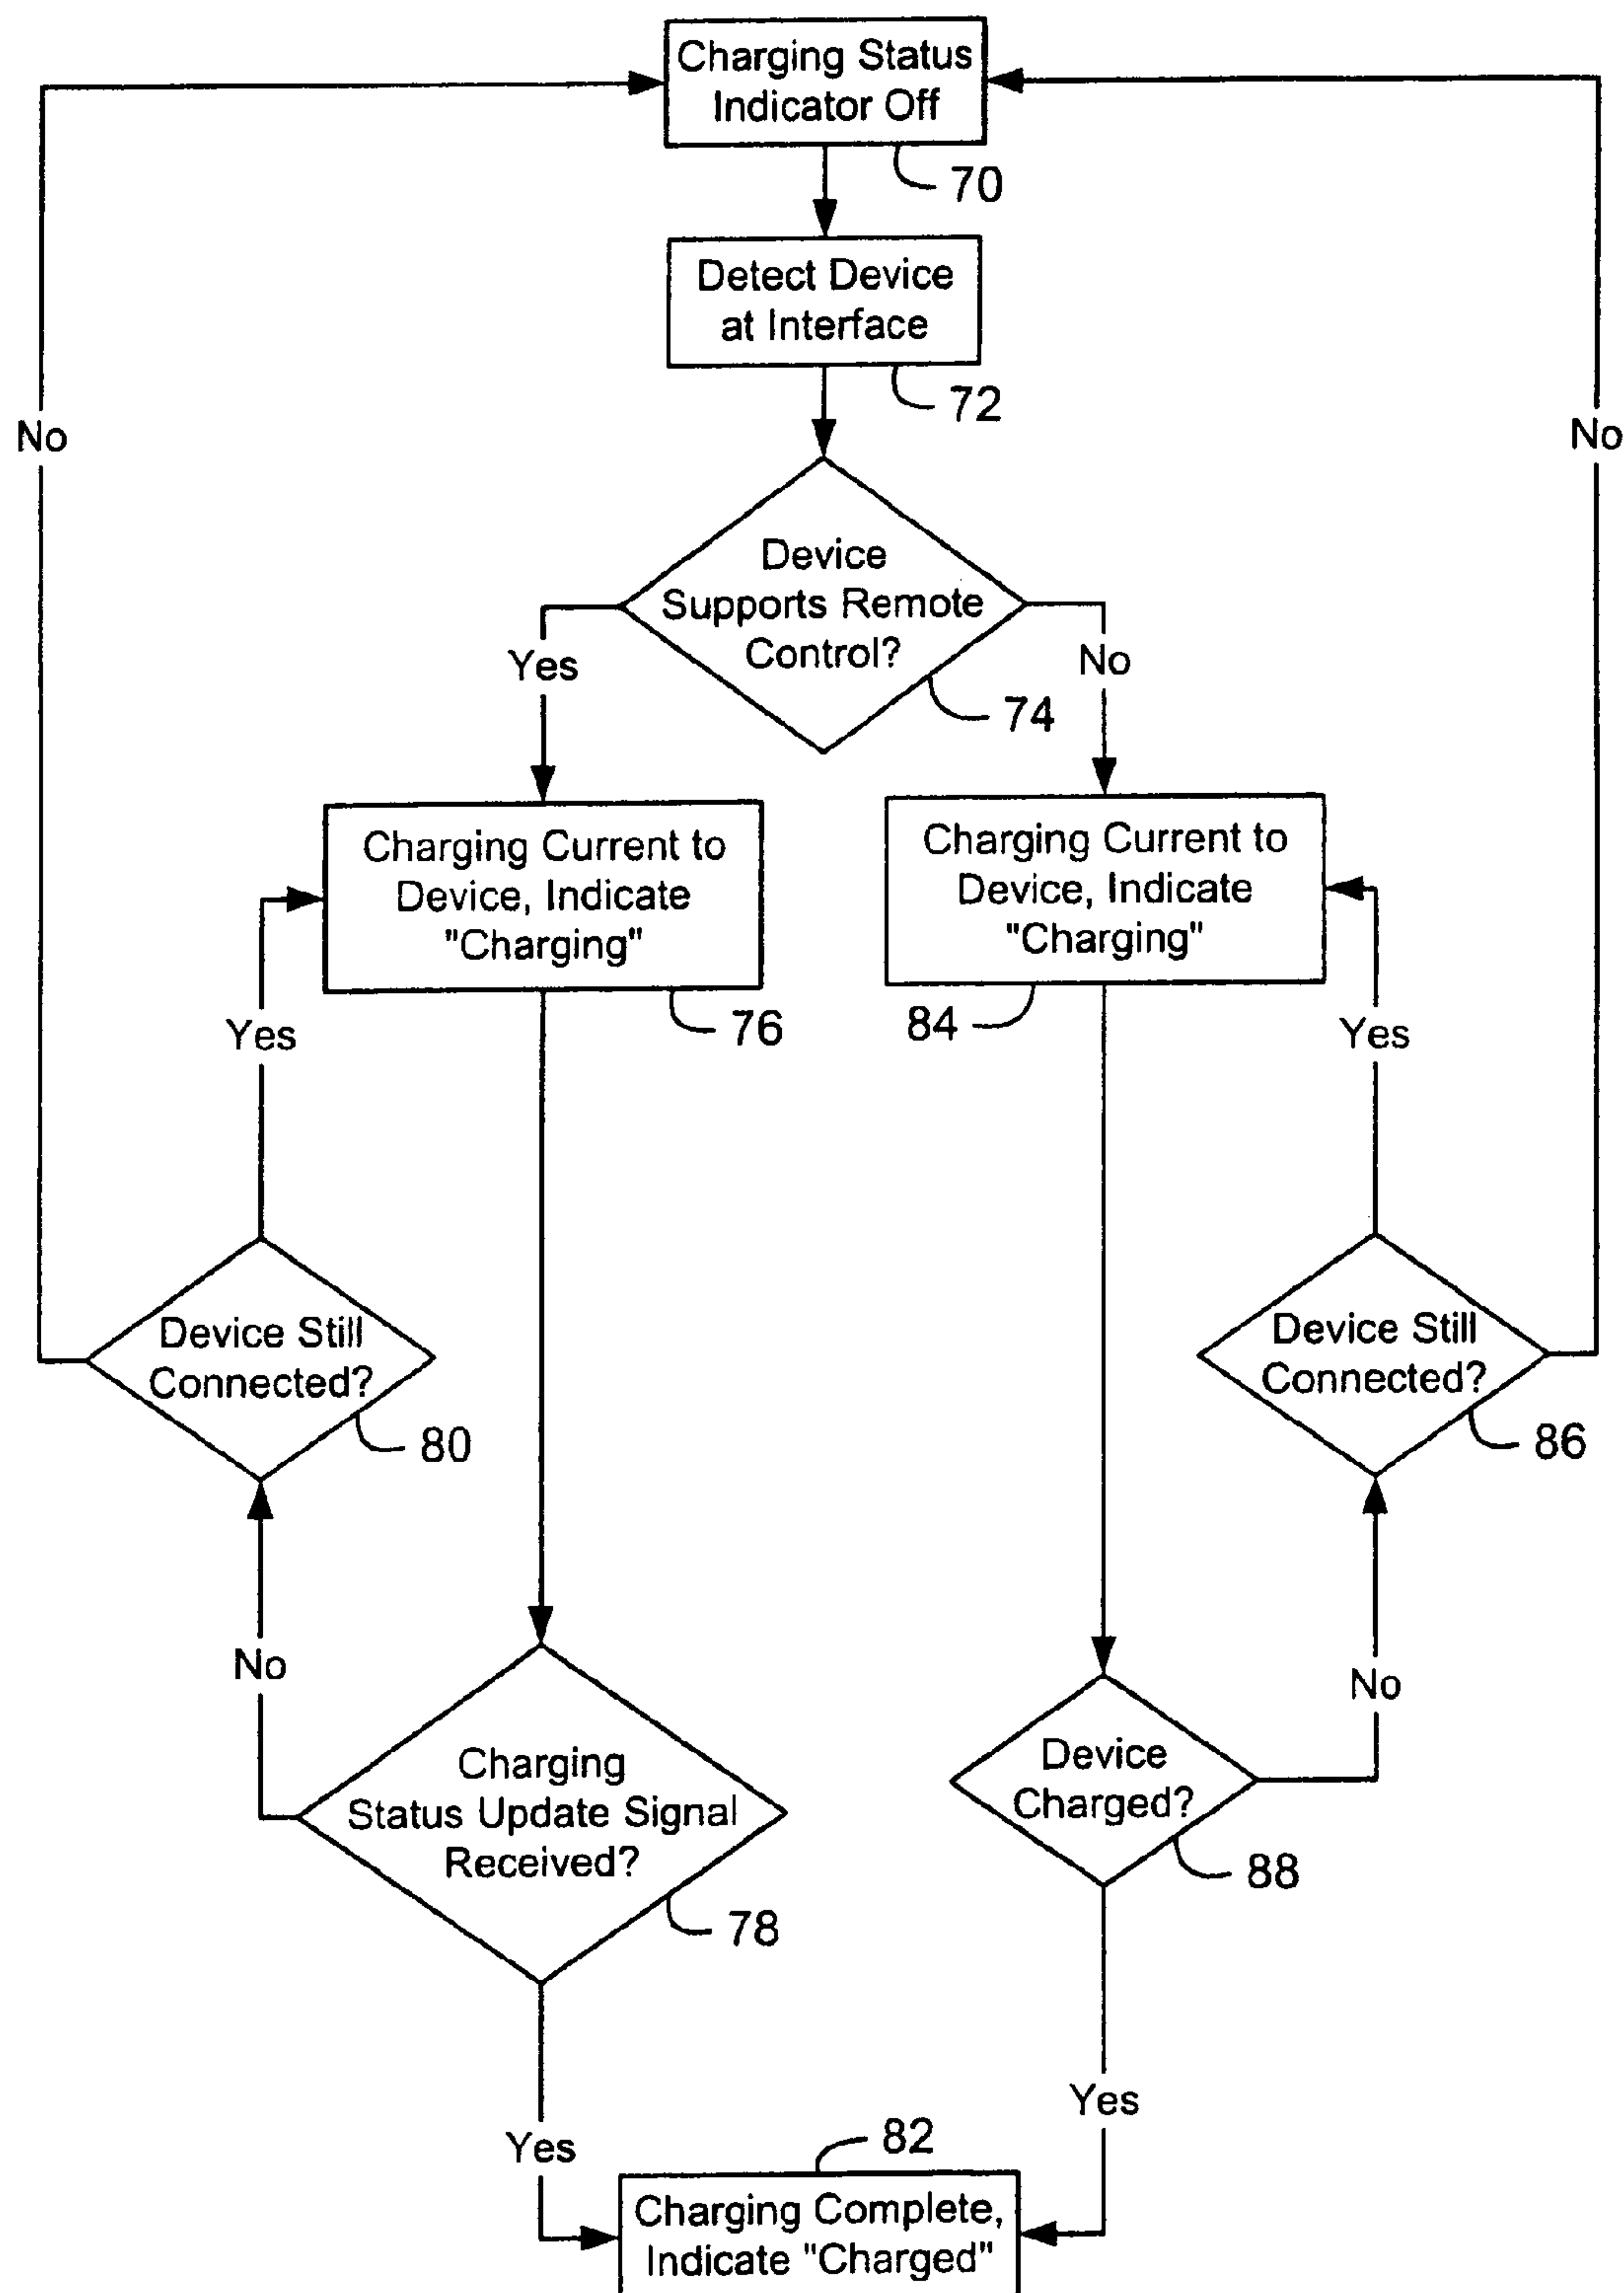 Charging Status
Indicator Off
70
Detect Device
at Interface
72
No
No
Device
Supports Remote
Control?
74
Yes
No
Charging Current to
Device, Indicate
"Charging"
76
Charging Current to
Device, Indicate
"Charging"
84
Yes
Yes
Device Still
Connected?
80
Device Still
Connected?
86
No
No
Charging
Status Update Signal
Received?
78
Device
Charged?
88
Yes
Yes
82
Charging Complete,
Indicate "Charged"